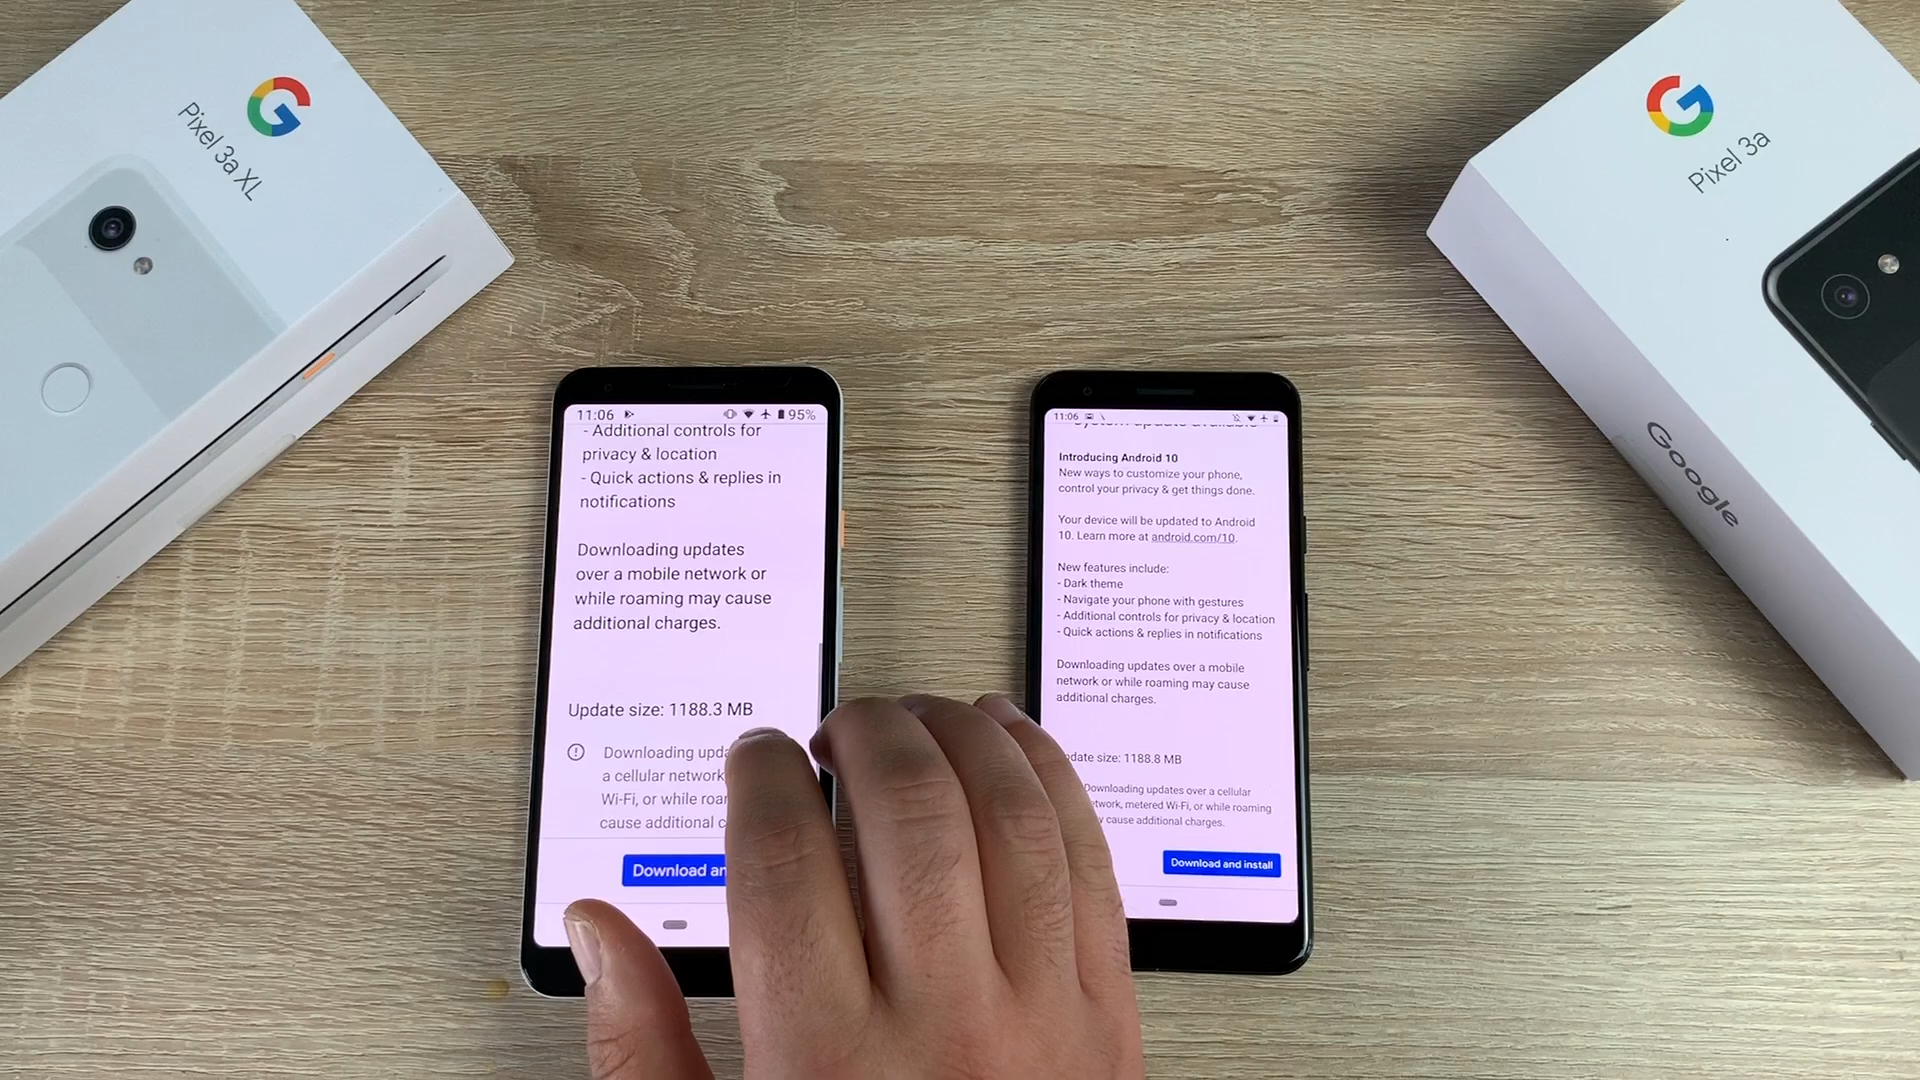 Pixel 3a XL
Pixel 3a
Google
11:06
95%
- Additional controls for
privacy & location
- Quick actions & replies in
notifications
Downloading updates
over a mobile network or
while roaming may cause
additional charges.
Update size: 1188.3 MB
Downloading
a cellular network
Wi-Fi, or while
cause additional
Download
11:06
System update available
Introducing Android 10
New ways to customize your phone,
control your privacy & get things done.
Your device will be updated to Android
10. Learn more at android.com/10.
New features include:
- Dark theme
- Navigate your phone with gestures
- Additional controls for privacy & location
- Quick actions & replies in notifications
Downloading updates over a mobile
network or while roaming may cause
additional charges.
size: 1188.8 MB
Downloading updates over a cellular
metered Wi-Fi, or while roaming
cause additional charges.
Download and install